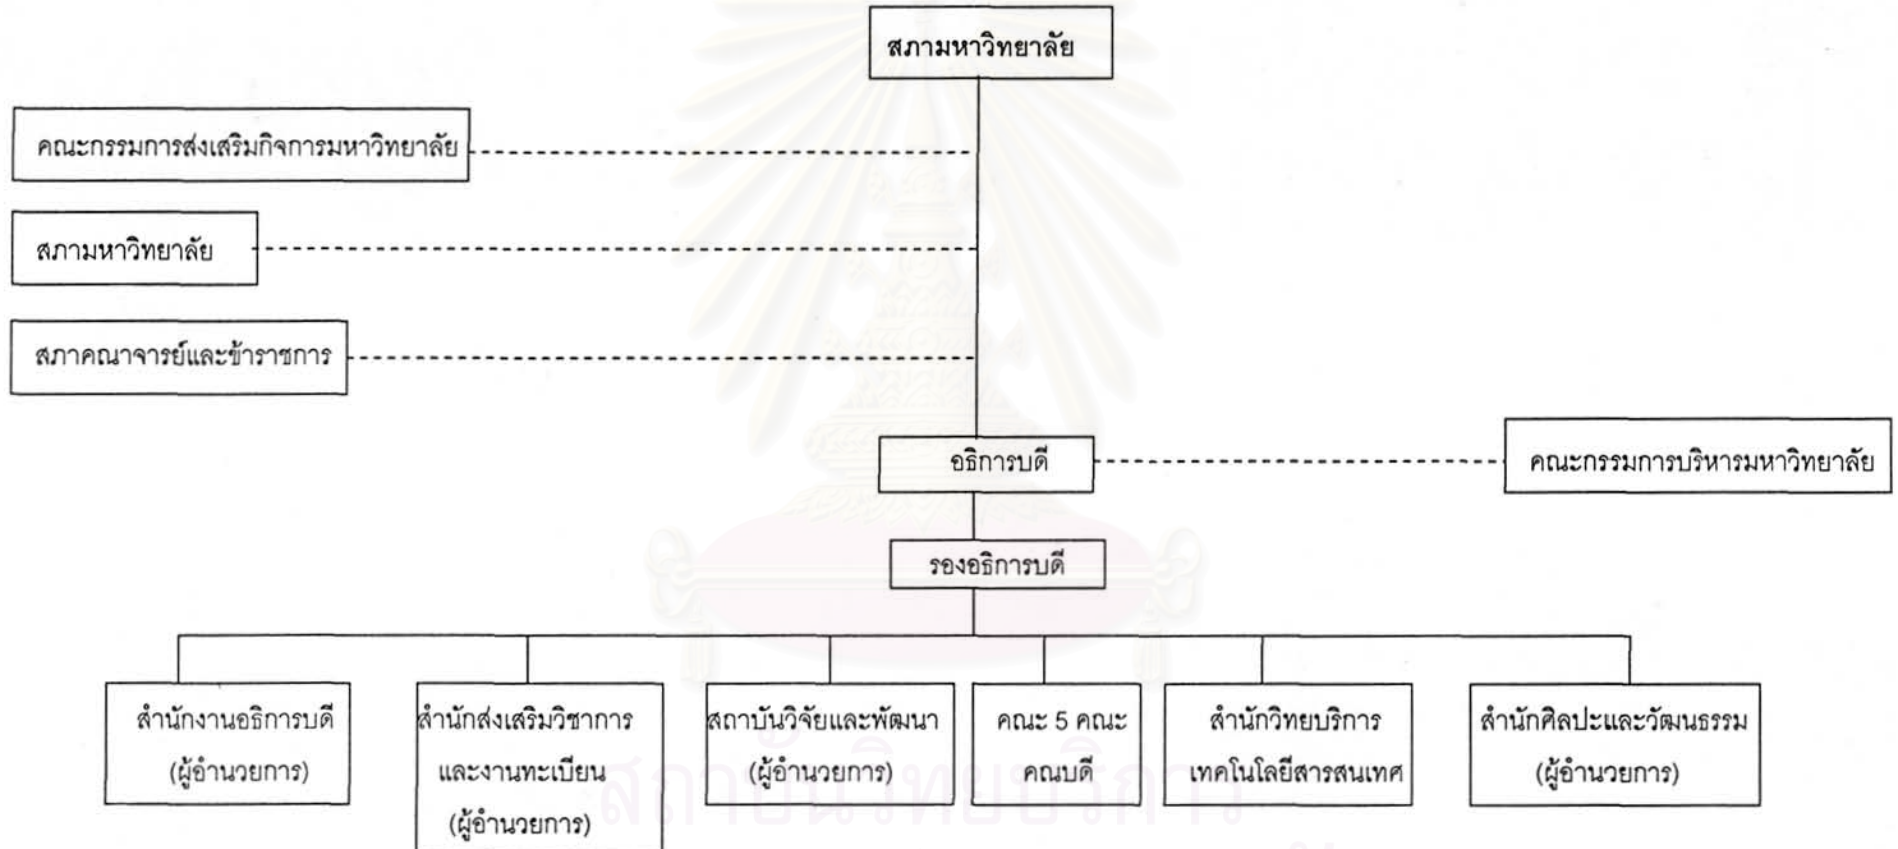 สภามหาวิทยาลัย
คณะกรรมการส่งเสริมกิจการมหาวิทยาลัย
สภามหาวิทยาลัย
สภาคณาจารย์และข้าราชการ
อธิการบดี
คณะกรรมการบริหารมหาวิทยาลัย
รองอธิการบดี
สำนักงานอธิการบดี
(ผู้อำนวยการ)
สำนักส่งเสริมวิชาการ
และงานทะเบียน
(ผู้อำนวยการ)
สถาบันวิจัยและพัฒนา
(ผู้อำนวยการ)
คณะ 5 คณะ
คณบดี
สำนักวิทยบริการ
เทคโนโลยีสารสนเทศ
สำนักศิลปะและวัฒนธรรม
(ผู้อำนวยการ)
สถาบันวิทยบริการ